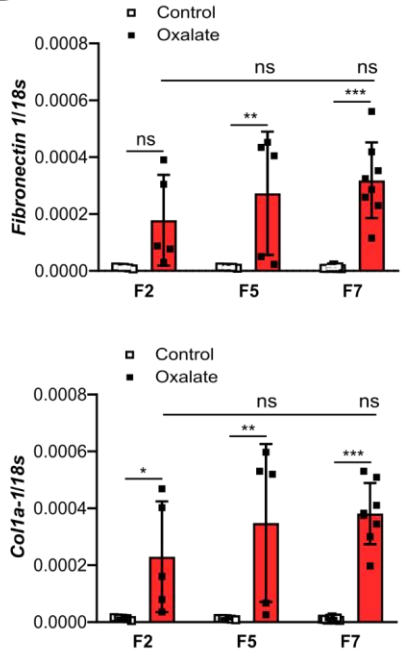 Control
Oxalate
Fibronectin 1/18s
0.0008
0.0006
0.0004
0.0002
0.0000
ns
ns
ns
**
***
F2
F5
F7
Control
Oxalate
Col1a-1/18s
0.0008
0.0006
0.0004
0.0002
0.0000
ns
ns
*
**
***
F2
F5
F7